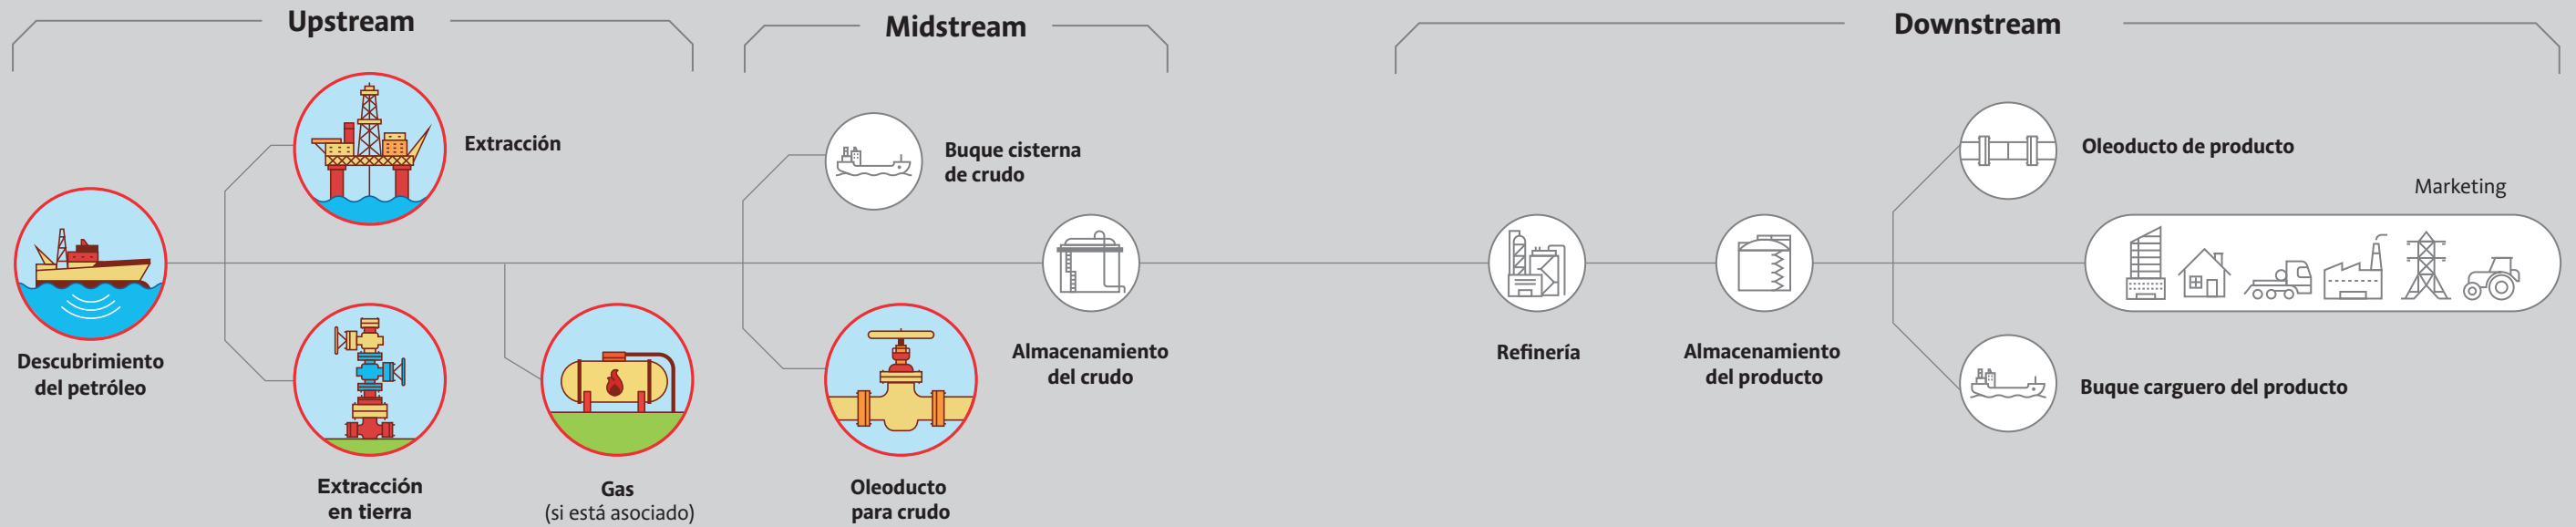 Upstream
Midstream
Downstream
Extracción
Descubrimiento
del petróleo
Extracción
en tierra
Gas
(si está asociado)
Buque cisterna
de crudo
Almacenamiento
del crudo
Oleoducto
para crudo
Refinería
Almacenamiento
del producto
Oleoducto de producto
Marketing
Buque carguero del producto